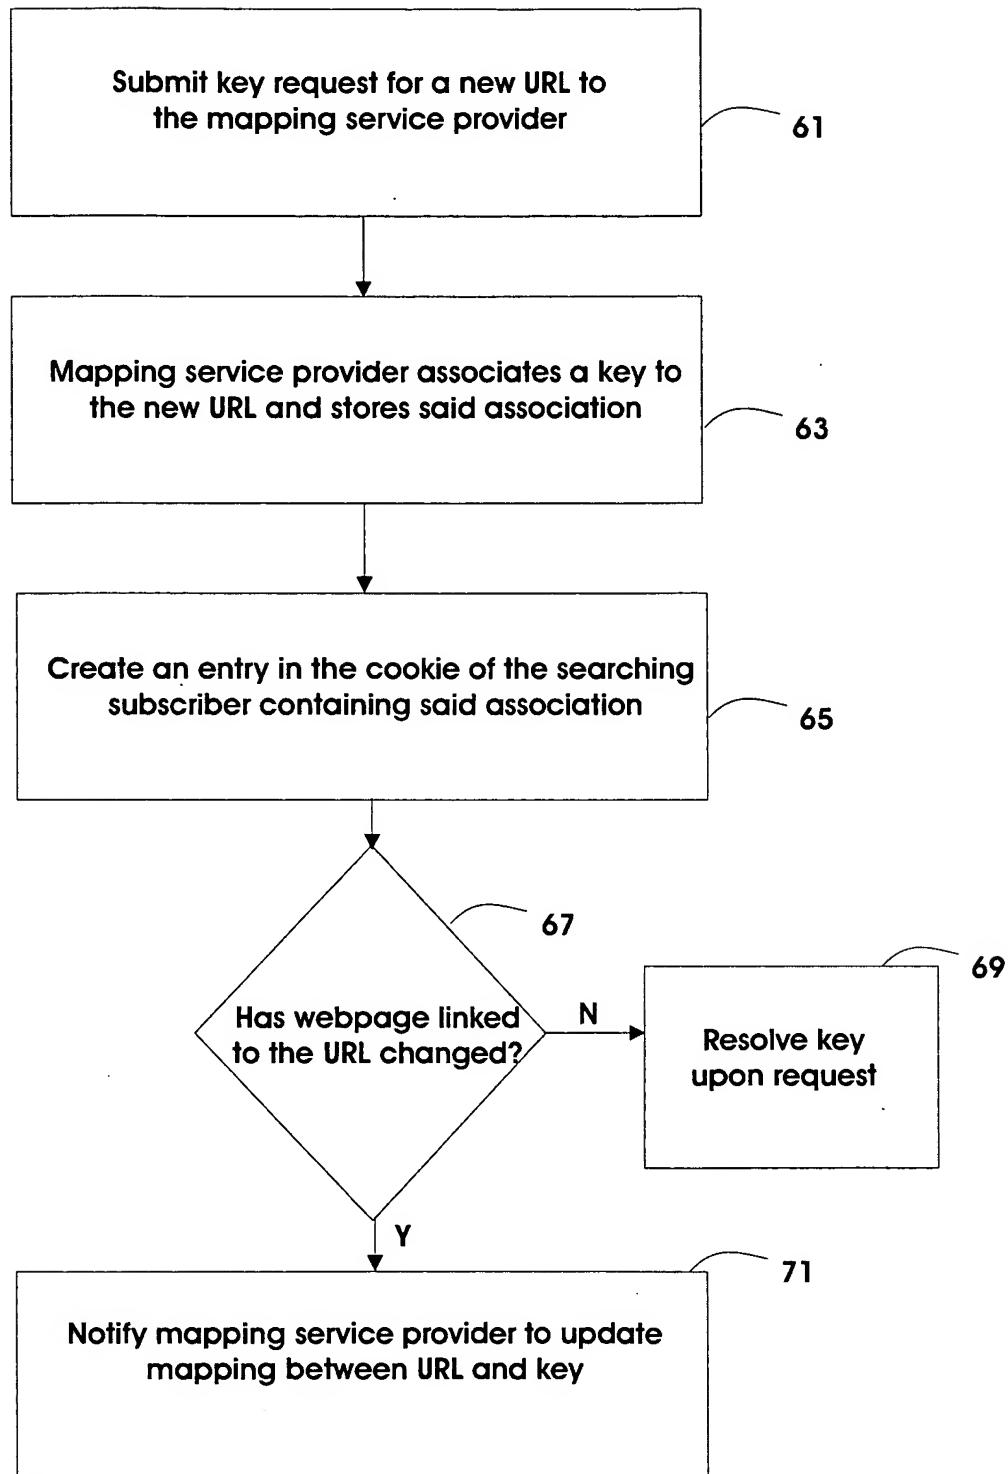 Submit key request for a new URL to
the mapping service provider
61
Mapping service provider associates a key to
the new URL and stores said association
63
Create an entry in the cookie of the searching
subscriber containing said association
65
67
69
Has webpage linked
to the URL changed?
N
Resolve key
upon request
Y
71
Notify mapping service provider to update
mapping between URL and key